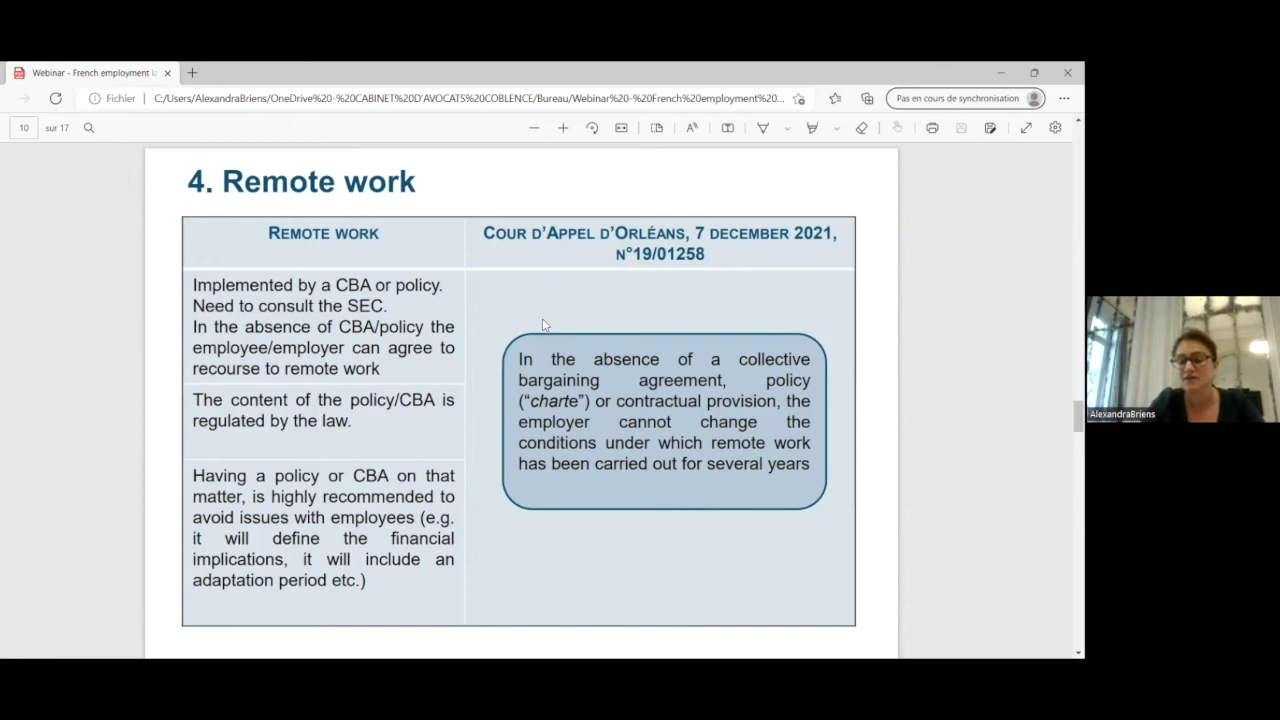 Webinar - French employment l
Fichier
C:/Users/AlexandraBriens/OneDrive%20-%20CABINET%20D'AVOCATS%20COBLENCE/Bureau/Webinar%20-%20French%20employment%20...
Pas en cours de synchronisation
10 sur 17
4. Remote work
REMOTE WORK
COUR D'APPEL D'ORLÉANS, 7 DECEMBER 2021,
N°19/01258
Implemented by a CBA or policy.
Need to consult the SEC.
In the absence of CBA/policy the
employee/employer can agree to
recourse to remote work
The content of the policy/CBA is
regulated by the law.
Having a policy or CBA on that
matter, is highly recommended to
avoid issues with employees (e.g.
it will define the financial
implications, it will include an
adaptation period etc.)
In the absence of a collective
bargaining agreement, policy
("charte") or contractual provision, the
employer cannot change the
conditions under which remote work
has been carried out for several years
AlexandraBriens